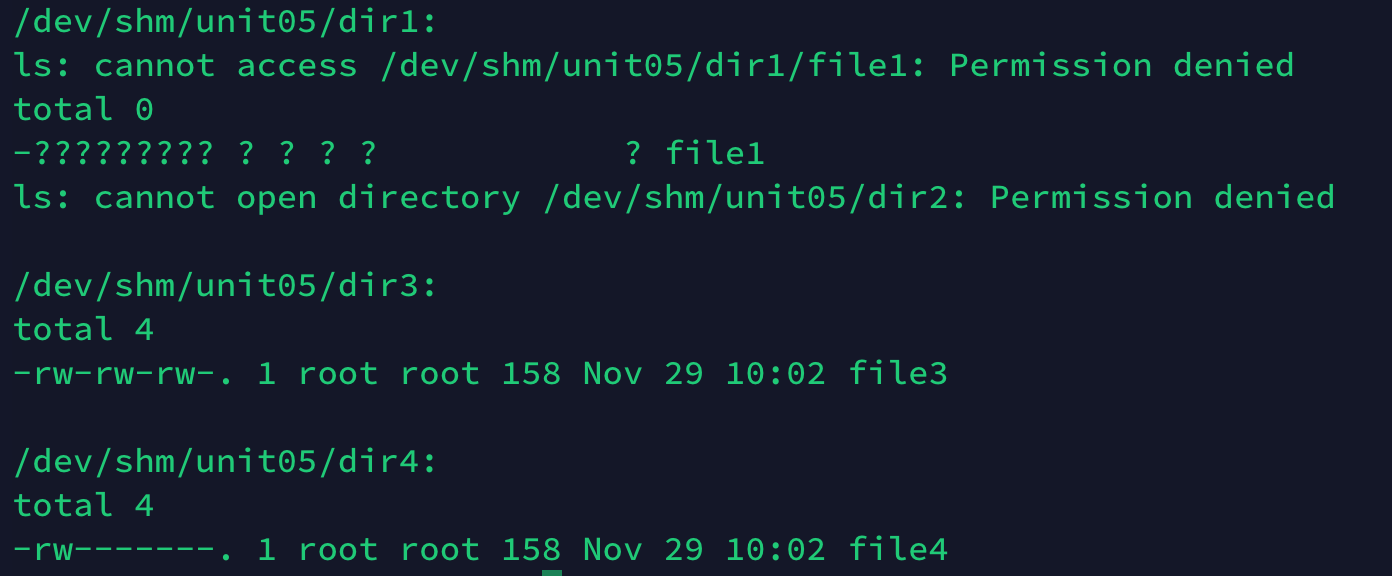 /dev/shm/unit05/dir1:
ls: cannot access /dev/shm/unit05/dir1/file1: Permission denied
total 0
-????????? ? ? ? ?            ? file1
ls: cannot open directory /dev/shm/unit05/dir2: Permission denied

/dev/shm/unit05/dir3:
total 4
-rw-rw-rw-. 1 root root 158 Nov 29 10:02 file3

/dev/shm/unit05/dir4:
total 4
-rw-------. 1 root root 158 Nov 29 10:02 file4